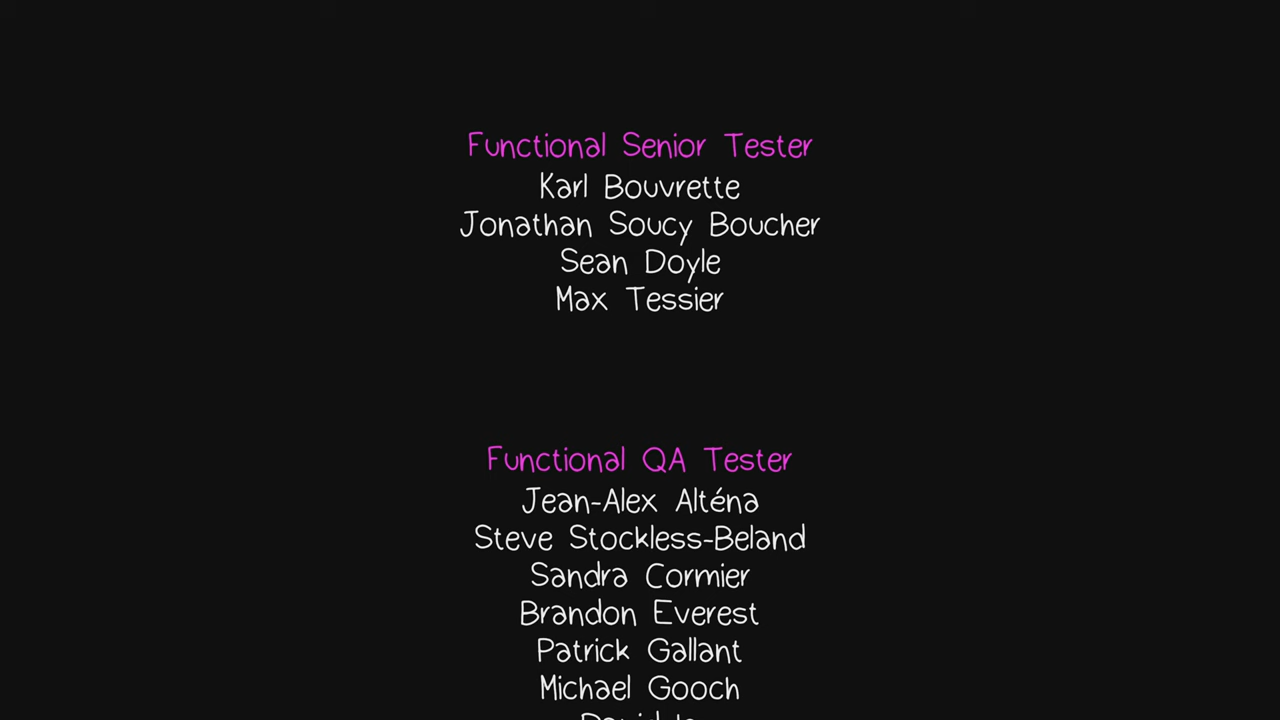 Functional Senior Tester
Karl Bouvrette
Jonathan Soucy Boucher
Sean Doyle
Max Tessier
Functional QA Tester
Jean-Alex Alténa
Steve Stockless-Beland
Sandra Cormier
Brandon Everest
Patrick Gallant
Michael Gooch